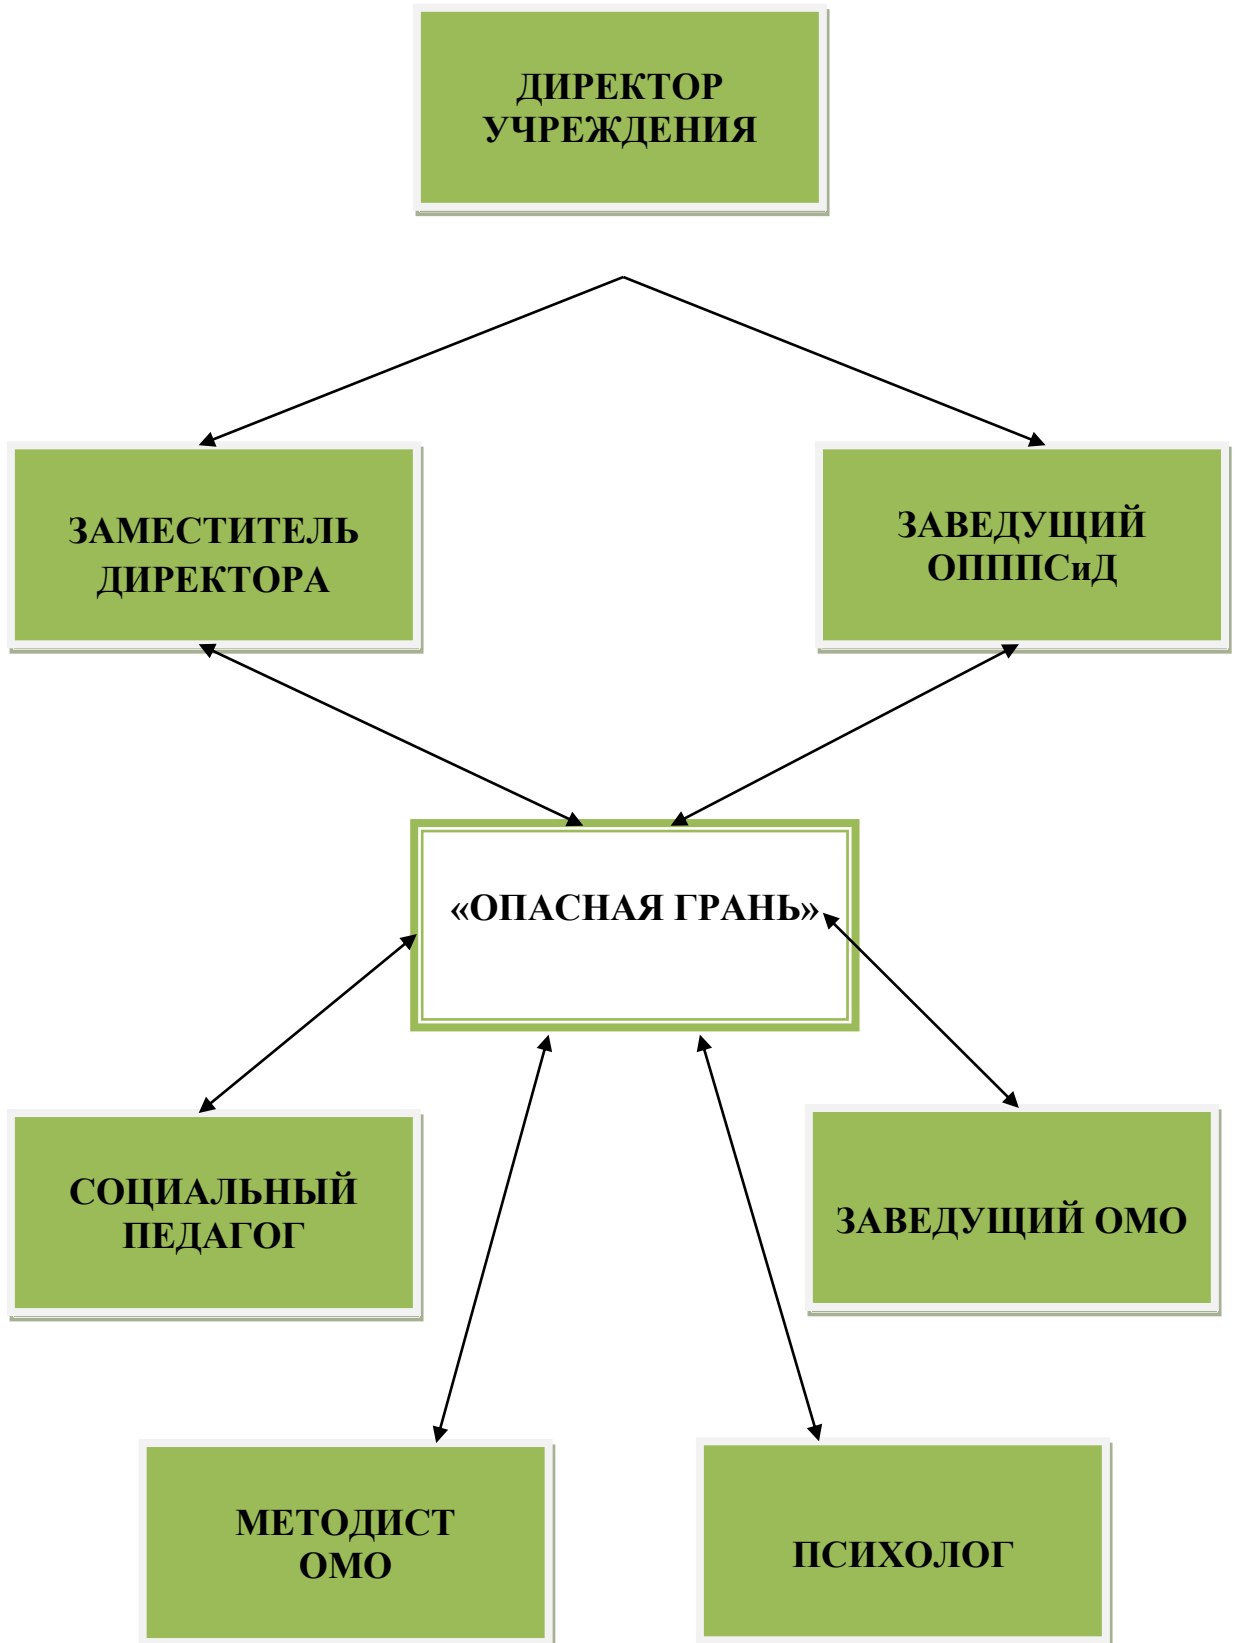 ДИРЕКТОР
УЧРЕЖДЕНИЯ
ЗАМЕСТИТЕЛЬ
ДИРЕКТОРА
ЗАВЕДУЩИЙ
ОПППСиД
«ОПАСНАЯ ГРАНЬ»
СОЦИАЛЬНЫЙ
ПЕДАГОГ
ЗАВЕДУЩИЙ ОМО
МЕТОДИСТ
ОМО
ПСИХОЛОГ